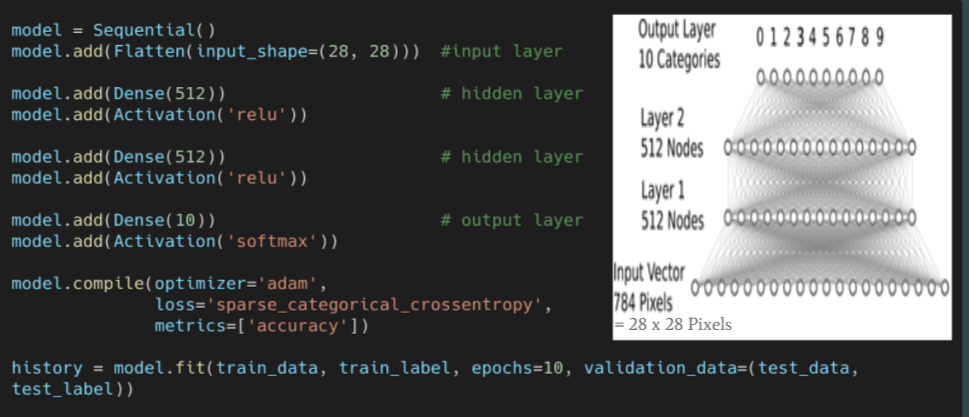 model = Sequential()
model.add(Flatten(input_shape=(28, 28)))  #input layer
model.add(Dense(512))                     # hidden layer
model.add(Activation('relu'))
model.add(Dense(512))                     # hidden layer
model.add(Activation('relu'))
model.add(Dense(10))                      # output layer
model.add(Activation('softmax'))
model.compile(optimizer='adam',
              loss='sparse_categorical_crossentropy',
              metrics=['accuracy'])
history = model.fit(train_data, train_label, epochs=10, validation_data=(test_data,
test_label))
Output Layer
10 Categories
0 1 2 3 4 5 6 7 8 9
Layer 2
512 Nodes
Layer 1
512 Nodes
Input Vector
784 Pixels
= 28 x 28 Pixels